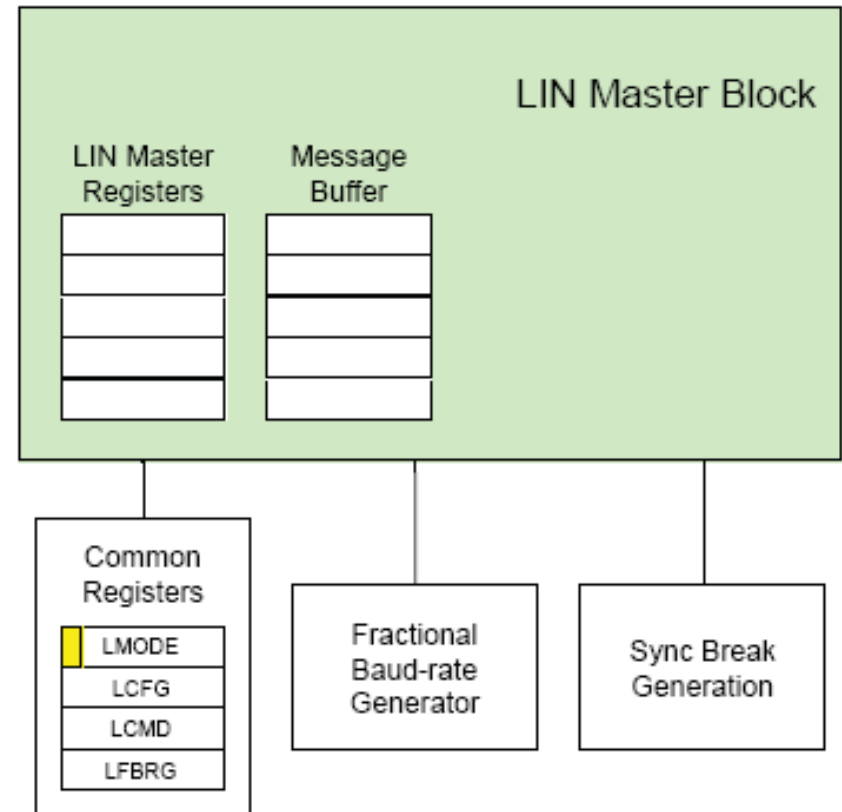 LIN Master Block
LIN Master
Registers
Message
Buffer
Common
Registers
LMODE
LCFG
LCMD
LFBRG
Fractional
Baud-rate
Generator
Sync Break
Generation